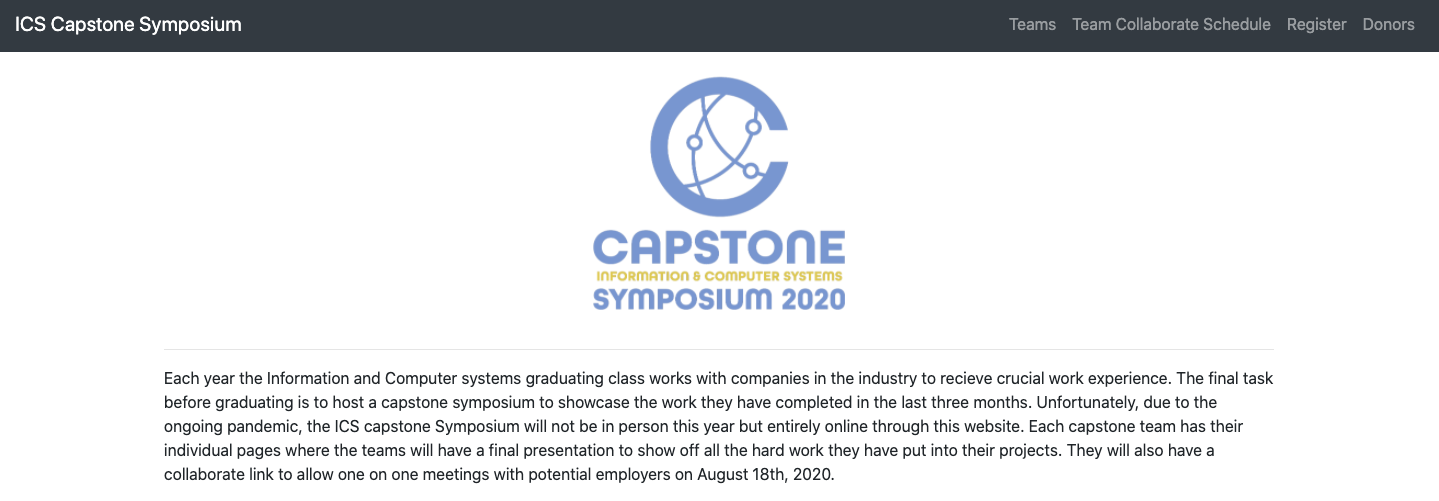 ICS Capstone Symposium
Teams Team Collaborate Schedule Register Donors
CAPSTONE
INFORMATION & COMPUTER SYSTEMS
SYMPOSIUM 2020
Each year the Information and Computer systems graduating class works with companies in the industry to recieve crucial work experience. The final task
before graduating is to host a capstone symposium to showcase the work they have completed in the last three months. Unfortunately, due to the
ongoing pandemic, the ICS capstone Symposium will not be in person this year but entirely online through this website. Each capstone team has their
individual pages where the teams will have a final presentation to show off all the hard work they have put into their projects. They will also have a
collaborate link to allow one on one meetings with potential employers on August 18th, 2020.